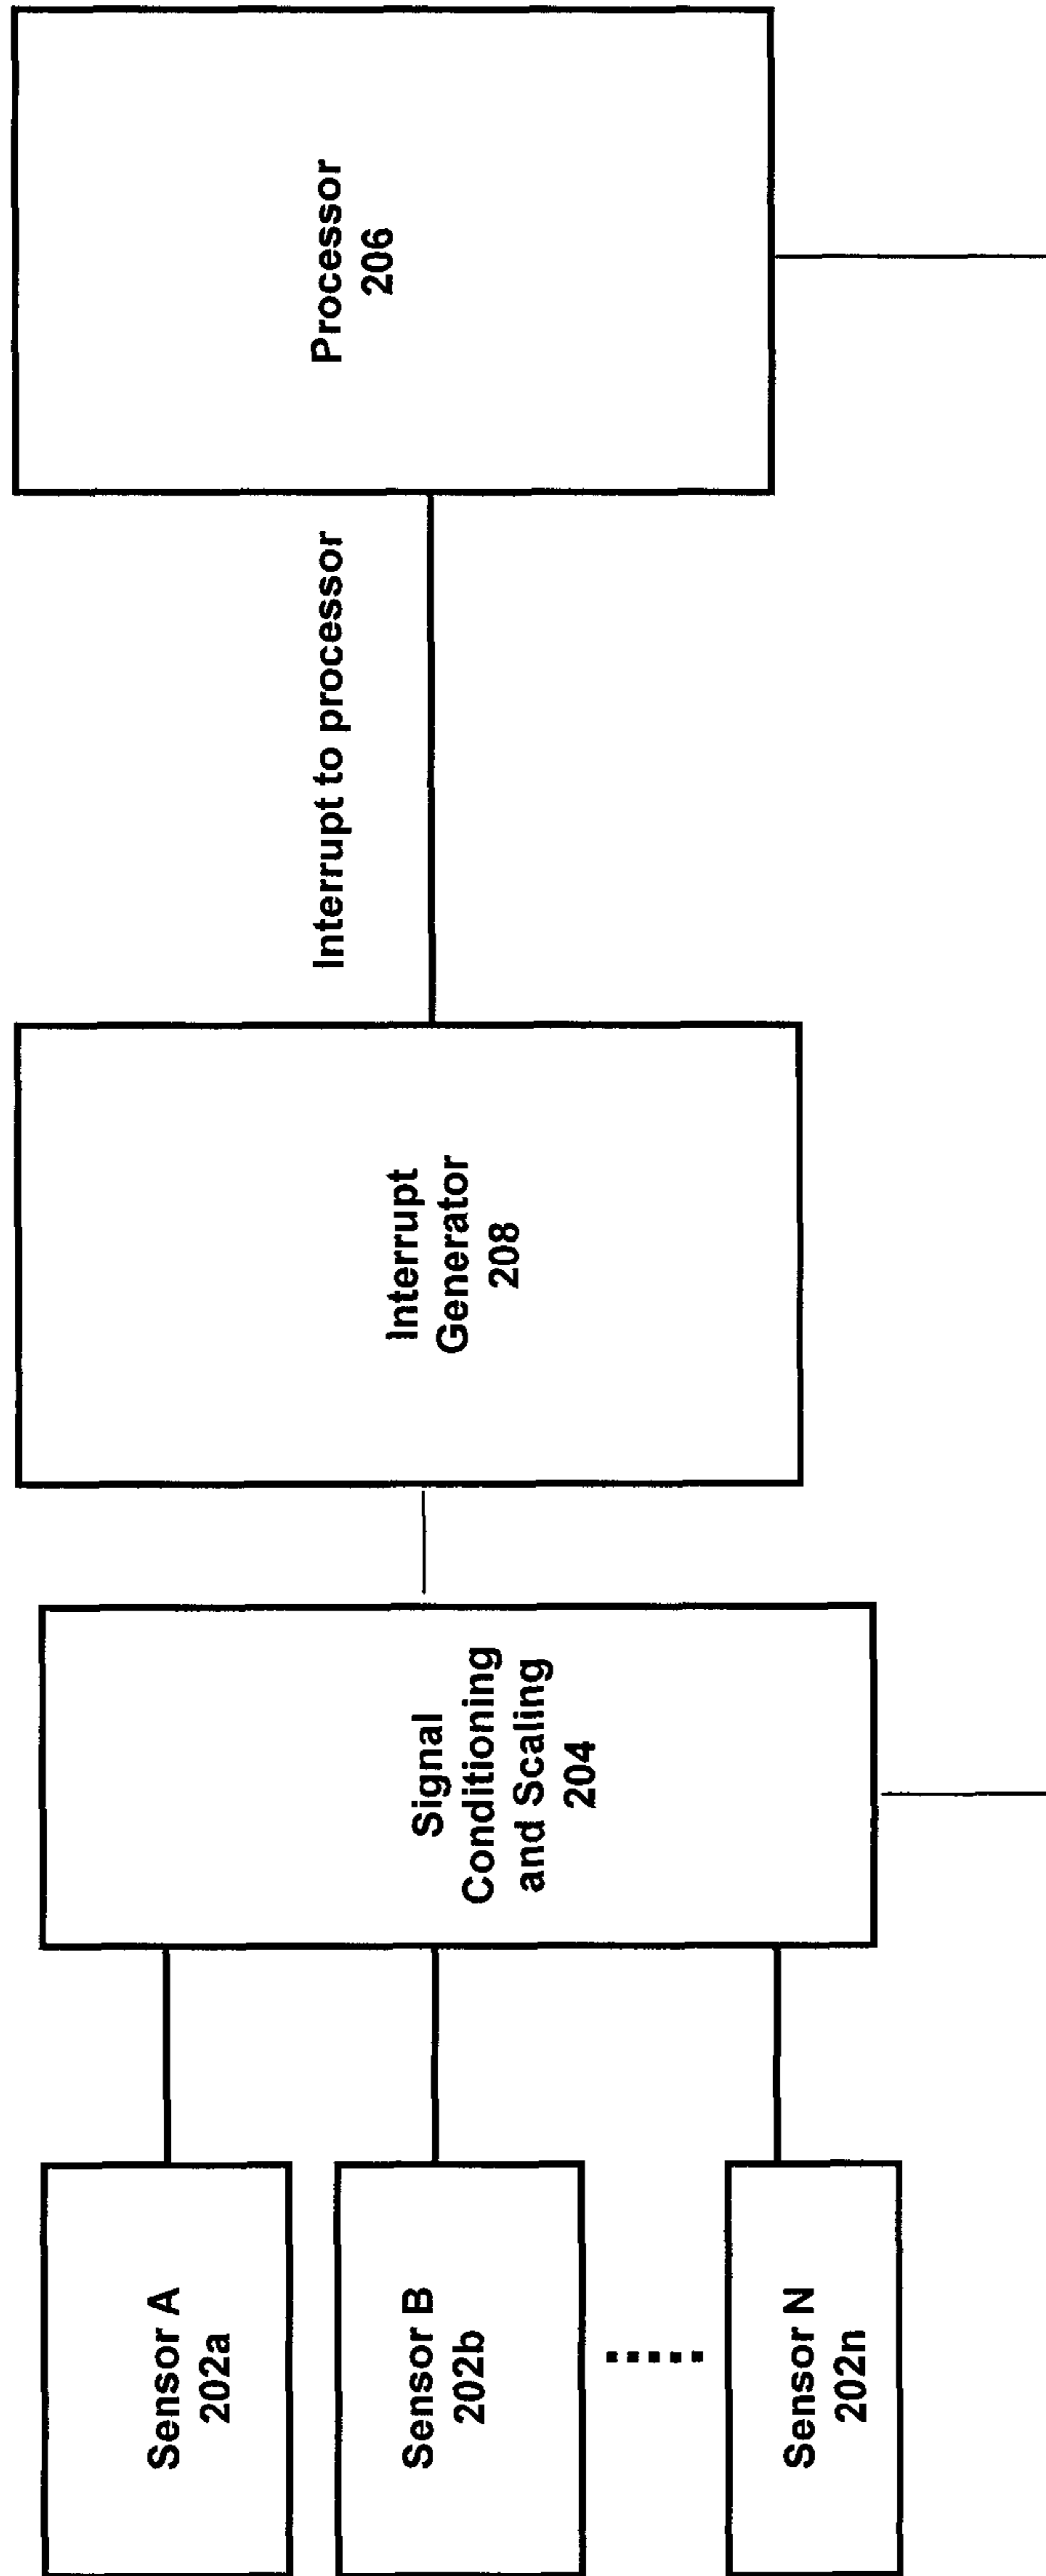 Sensor A
202a
Sensor B
202b
Sensor N
202n
Signal
Conditioning
and Scaling
204
Interrupt
Generator
208
Interrupt to processor
Processor
206